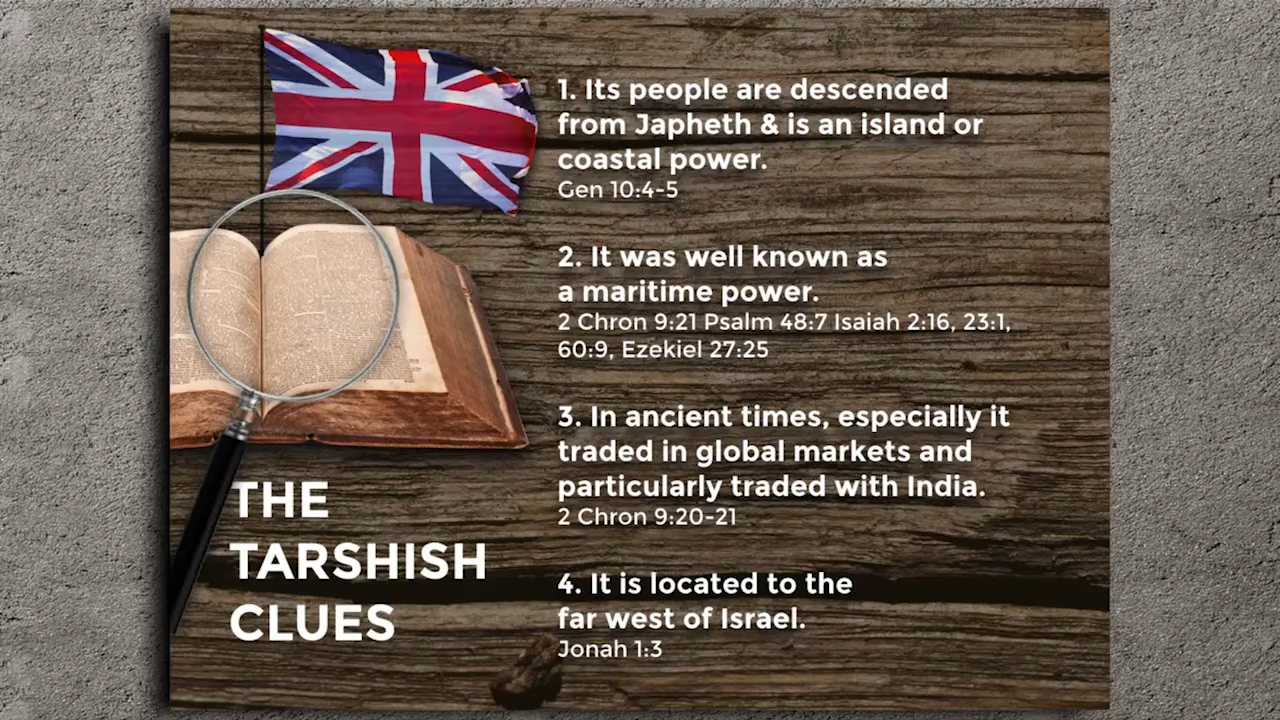 1. Its people are descended
from Japheth & is an island or
coastal power.
Gen 10:4-5
2. It was well known as
a maritime power.
2 Chron 9:21 Psalm 48:7 Isaiah 2:16, 23:1,
60:9, Ezekiel 27:25
3. In ancient times, especially it
traded in global markets and
particularly traded with India.
2 Chron 9:20-21
4. It is located to the
far west of Israel.
Jonah 1:3
THE
TARSHISH
CLUES